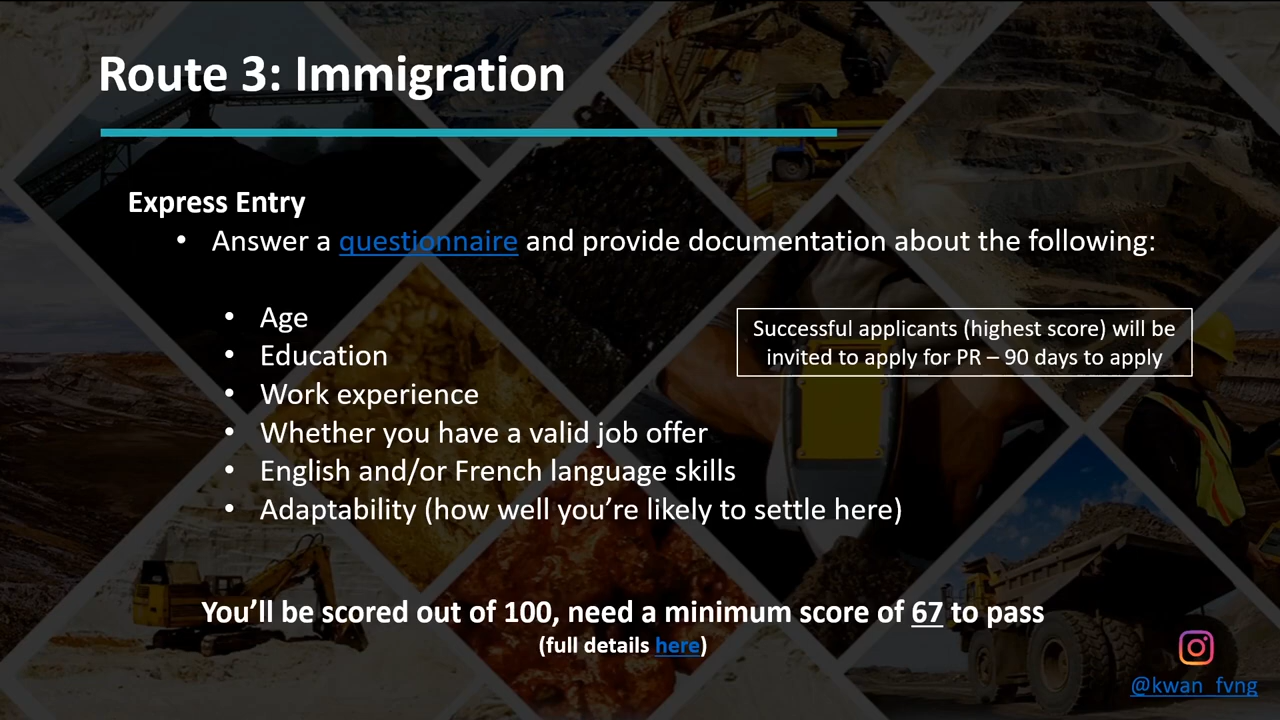 Route 3: Immigration
Express Entry
• Answer a questionnaire and provide documentation about the following:
• Age
• Education
• Work experience
• Whether you have a valid job offer
• English and/or French language skills
• Adaptability (how well you’re likely to settle here)
Successful applicants (highest score) will be
invited to apply for PR – 90 days to apply
You’ll be scored out of 100, need a minimum score of 67 to pass
(full details here)
@kwan_fvng